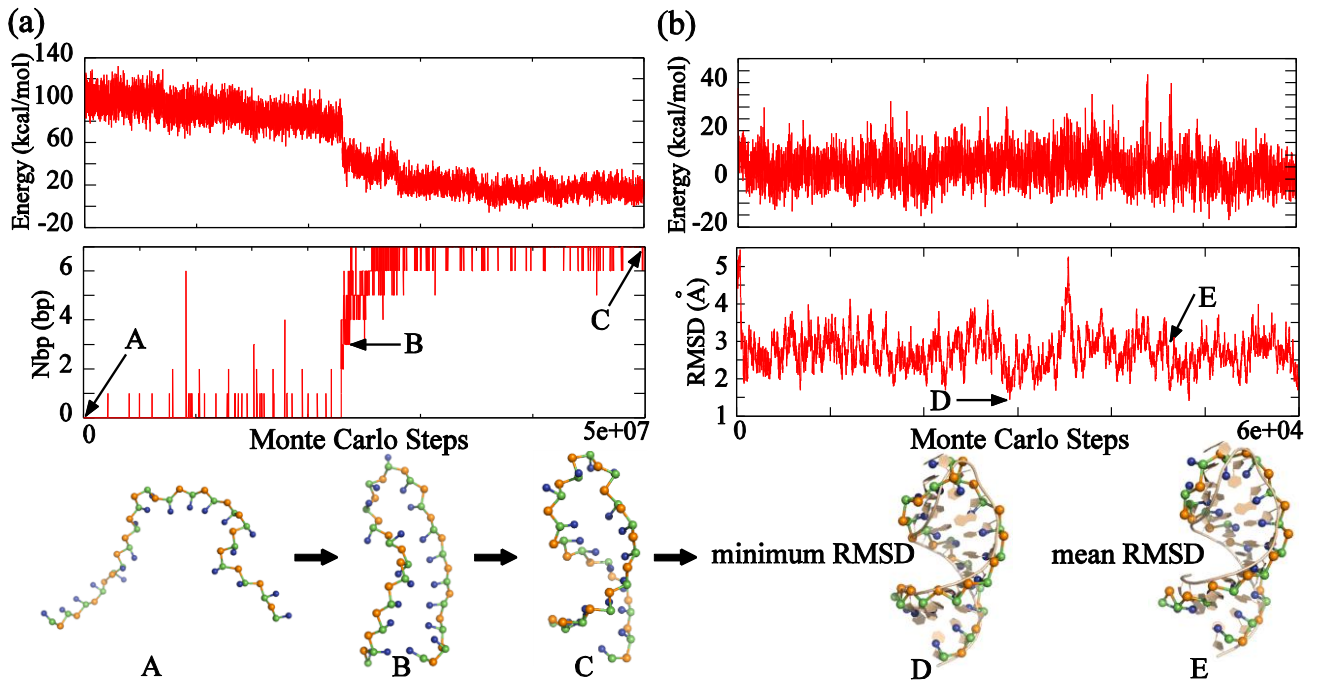 (a)
Energy (kcal/mol)
140
100
60
20
-20
Nbp (bp)
6
4
2
0
A
B
C
0
Monte Carlo Steps
5e+07
(b)
Energy (kcal/mol)
40
20
0
-20
RMSD (Å)
5
4
3
2
1
D
E
0
Monte Carlo Steps
6e+04
minimum RMSD
mean RMSD
A
B
C
D
E